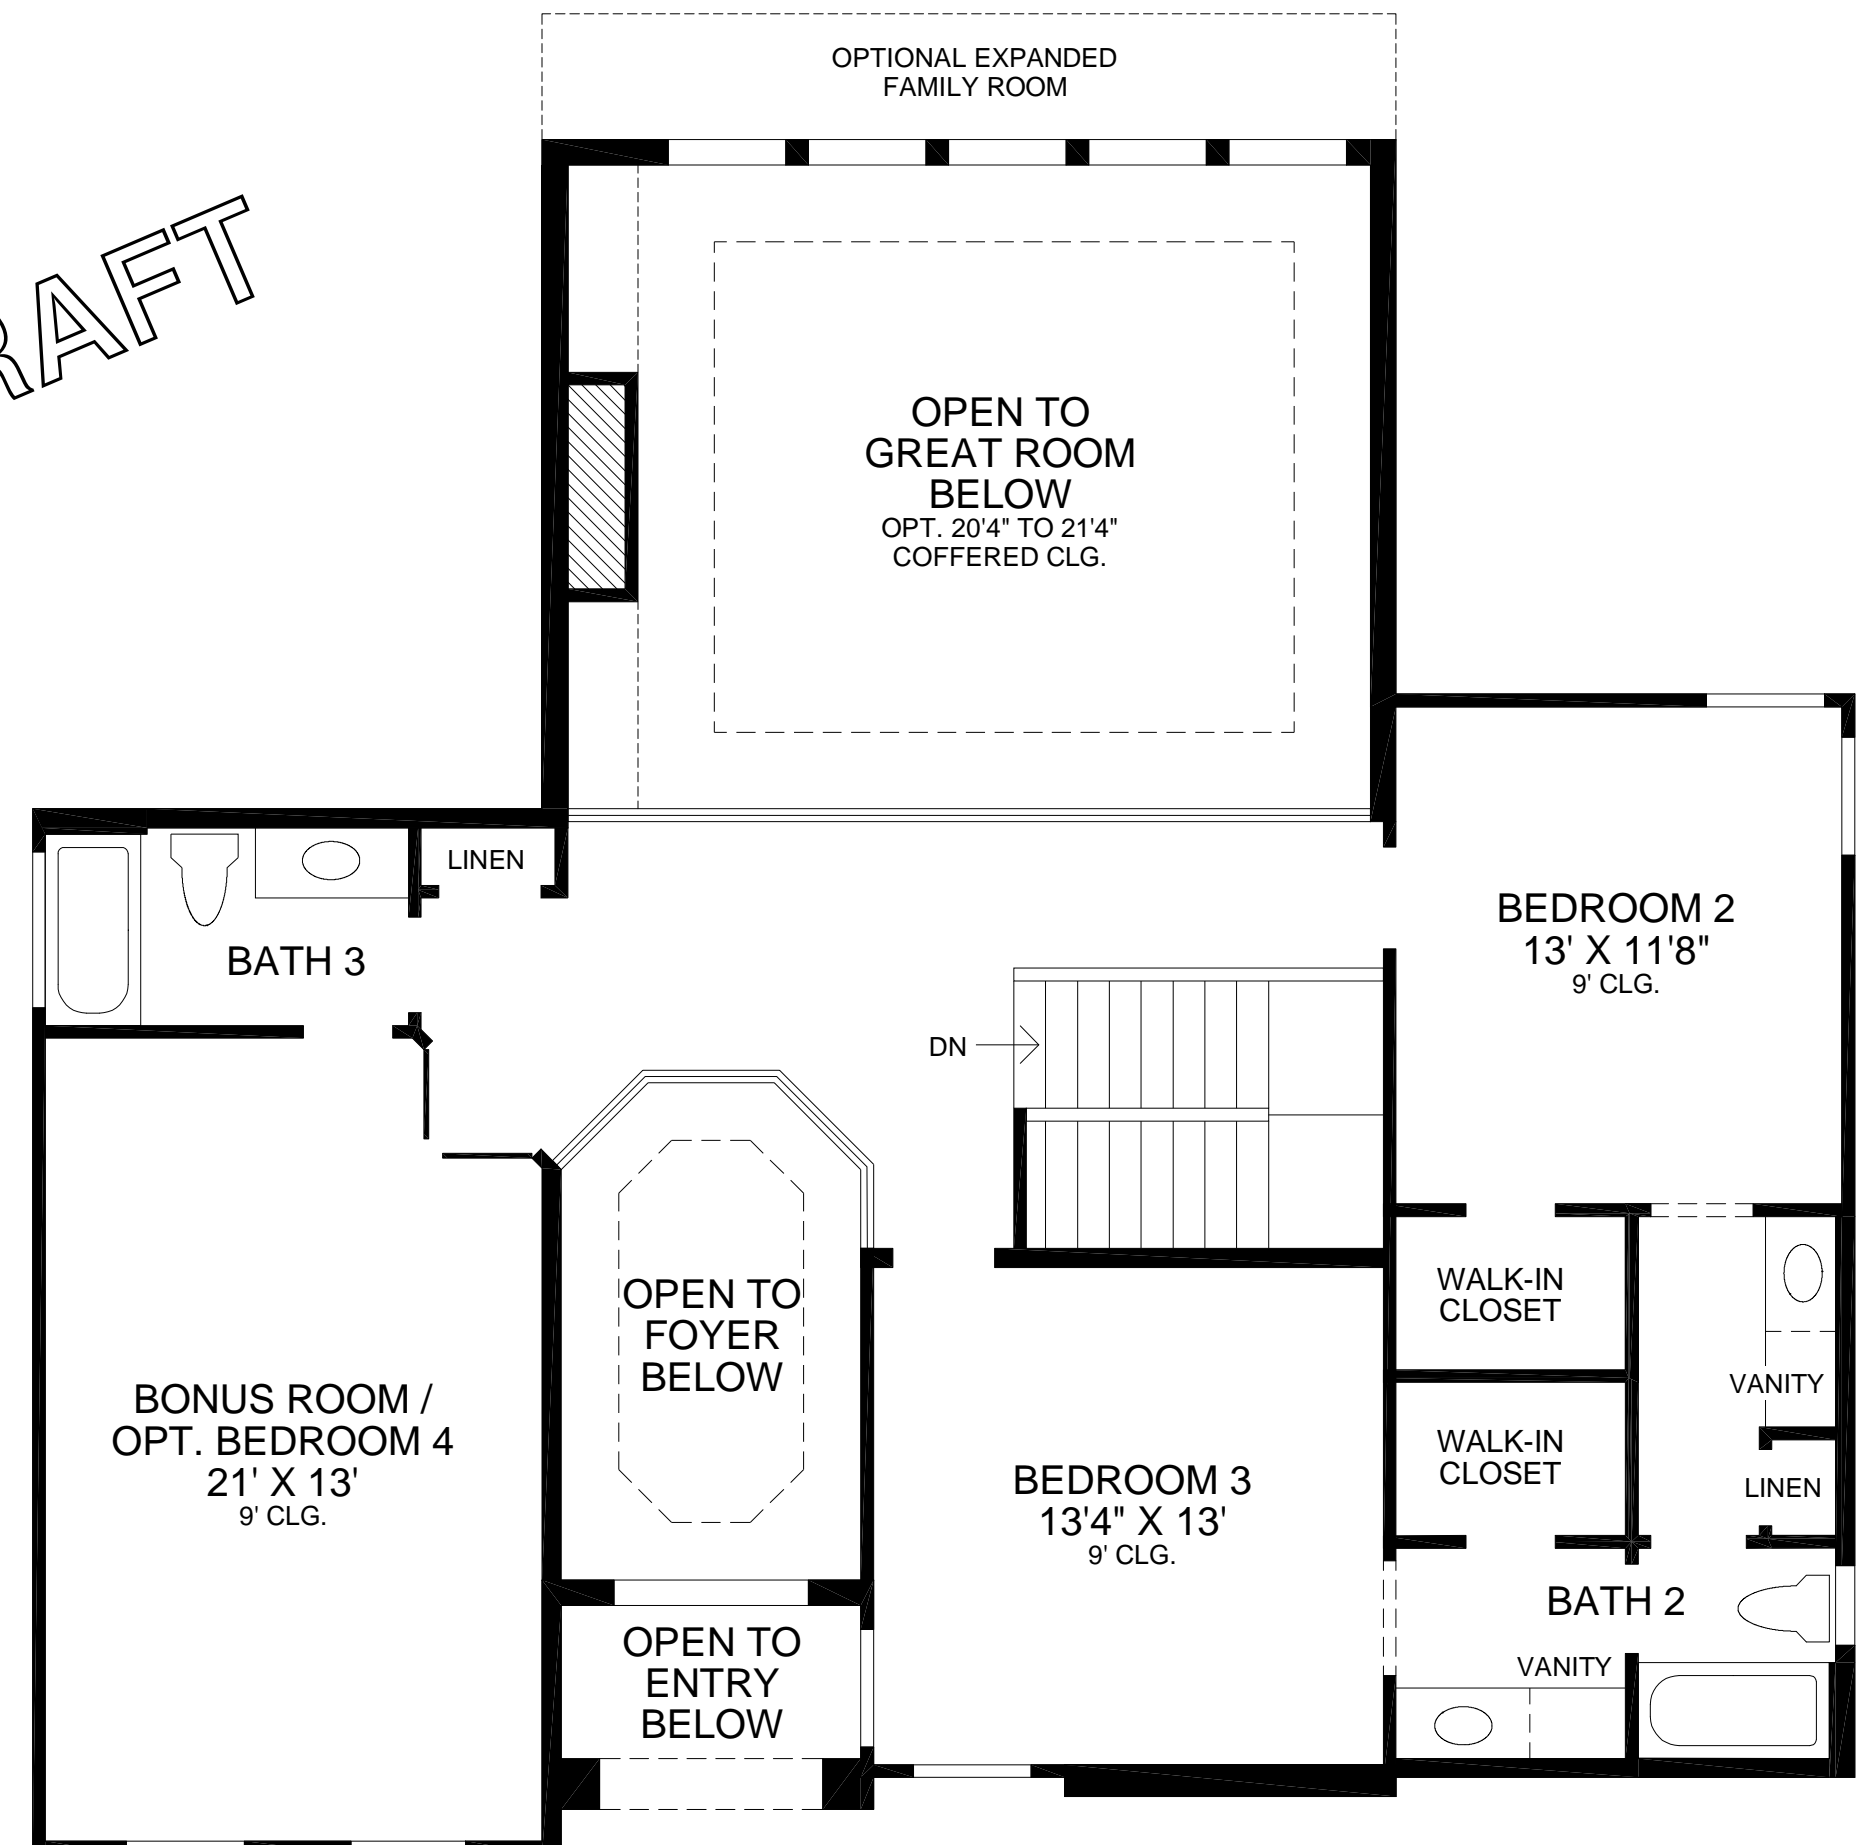 OPTIONAL EXPANDED
FAMILY ROOM
RAFT
OPEN TO
GREAT ROOM
BELOW
OPT. 20'4" TO 21'4"
COFFERED CLG.
LINEN
BATH 3
BEDROOM 2
13' X 11'8"
9' CLG.
DN
OPEN TO
FOYER
BELOW
WALK-IN
CLOSET
VANITY
BONUS ROOM /
OPT. BEDROOM 4
21' X 13'
9' CLG.
BEDROOM 3
13'4" X 13'
9' CLG.
WALK-IN
CLOSET
LINEN
BATH 2
VANITY
OPEN TO
ENTRY
BELOW